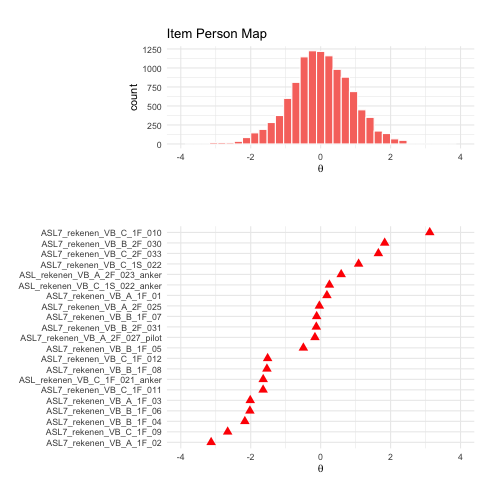 Item Person Map
1250
1000
750
500
250
0
count
-4 -2 0 2 4
θ
ASL7_rekenen_VB_C_1F_010
ASL7_rekenen_VB_B_2F_030
ASL7_rekenen_VB_C_2F_033
ASL7_rekenen_VB_C_1S_022
ASL_rekenen_VB_A_2F_023_anker
ASL_rekenen_VB_C_1S_022_anker
ASL7_rekenen_VB_A_1F_01
ASL7_rekenen_VB_A_2F_025
ASL7_rekenen_VB_B_1F_07
ASL7_rekenen_VB_B_2F_031
ASL7_rekenen_VB_A_2F_027_pilot
ASL7_rekenen_VB_B_1F_05
ASL7_rekenen_VB_C_1F_012
ASL7_rekenen_VB_B_1F_08
ASL_rekenen_VB_C_1F_021_anker
ASL7_rekenen_VB_C_1F_011
ASL7_rekenen_VB_A_1F_03
ASL7_rekenen_VB_B_1F_06
ASL7_rekenen_VB_B_1F_04
ASL7_rekenen_VB_C_1F_09
ASL7_rekenen_VB_A_1F_02
-4 -2 0 2 4
θ